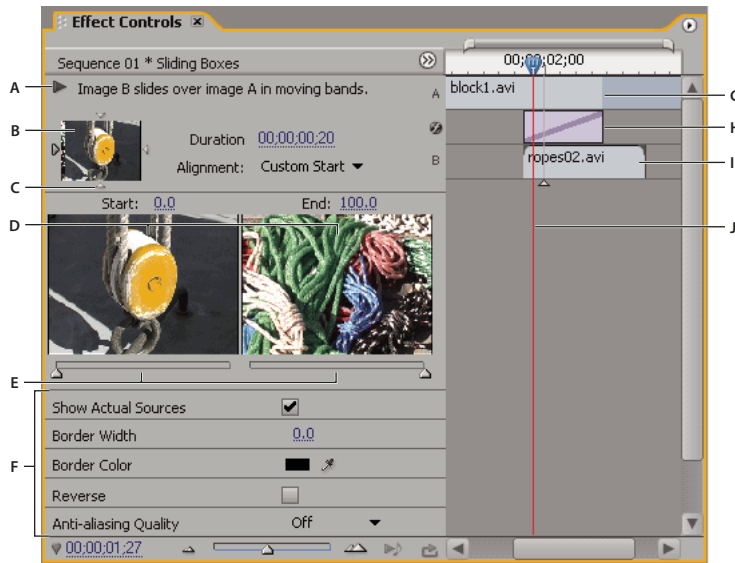 Effect Controls
Sequence 01 * Sliding Boxes
00;00;02;00
A
Image B slides over image A in moving bands.
A
block1.avi
G
B
Duration 00;00;00;20
H
Alignment: Custom Start
B
ropes02.avi
I
C
Start: 0.0
End: 100.0
D
J
E
Show Actual Sources
Border Width 0.0
F
Border Color
Reverse
Anti-aliasing Quality Off
00;00;01;27